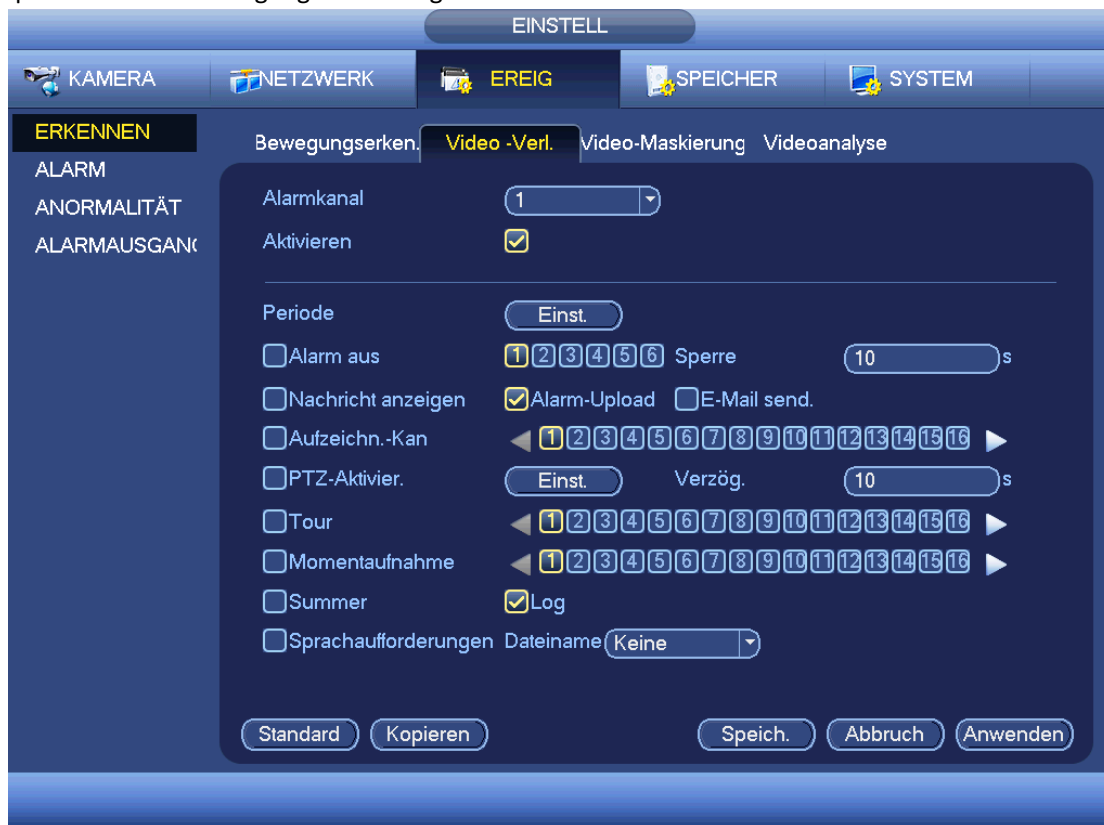 EINSTELL
KAMERA NETZWERK EREIG SPEICHER SYSTEM
ERKENNEN
ALARM
ANORMALITÄT
ALARMAUSGAN
Bewegungserken. Video -Verl. Video-Maskierung Videoanalyse
Alarmkanal 1
Aktivieren
Periode Einst.
Alarm aus 1 2 3 4 5 6 Sperre 10 s
Nachricht anzeigen Alarm-Upload E-Mail send.
Aufzeichn.-Kan 1 2 3 4 5 6 7 8 9 10 11 12 13 14 15 16
PTZ-Aktivier. Einst. Verzög. 10 s
Tour 1 2 3 4 5 6 7 8 9 10 11 12 13 14 15 16
Momentaufnahme 1 2 3 4 5 6 7 8 9 10 11 12 13 14 15 16
Summer Log
Sprachaufforderungen Dateiname Keine
Standard Kopieren Speich. Abbruch Anwenden